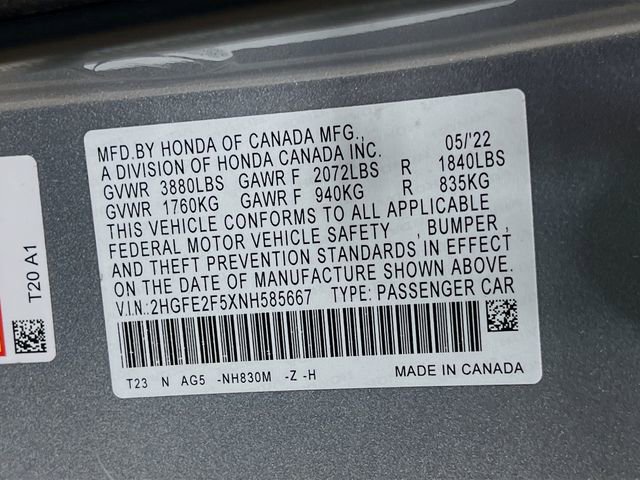 MFD.BY HONDA OF CANADA MFG., 05/'22
A DIVISION OF HONDA CANADA INC.
GVWR 3880LBS GAWR F 2072LBS R 1840LBS
GVWR 1760KG GAWR F 940KG R 835KG
THIS VEHICLE CONFORMS TO ALL APPLICABLE
FEDERAL MOTOR VEHICLE SAFETY , BUMPER,
AND THEFT PREVENTION STANDARDS IN EFFECT
ON THE DATE OF MANUFACTURE SHOWN ABOVE.
V.I.N.:2HGFE2F5XNH585667 TYPE: PASSENGER CAR
T23 N AG5 -NH830M -Z -H MADE IN CANADA
T20 A1